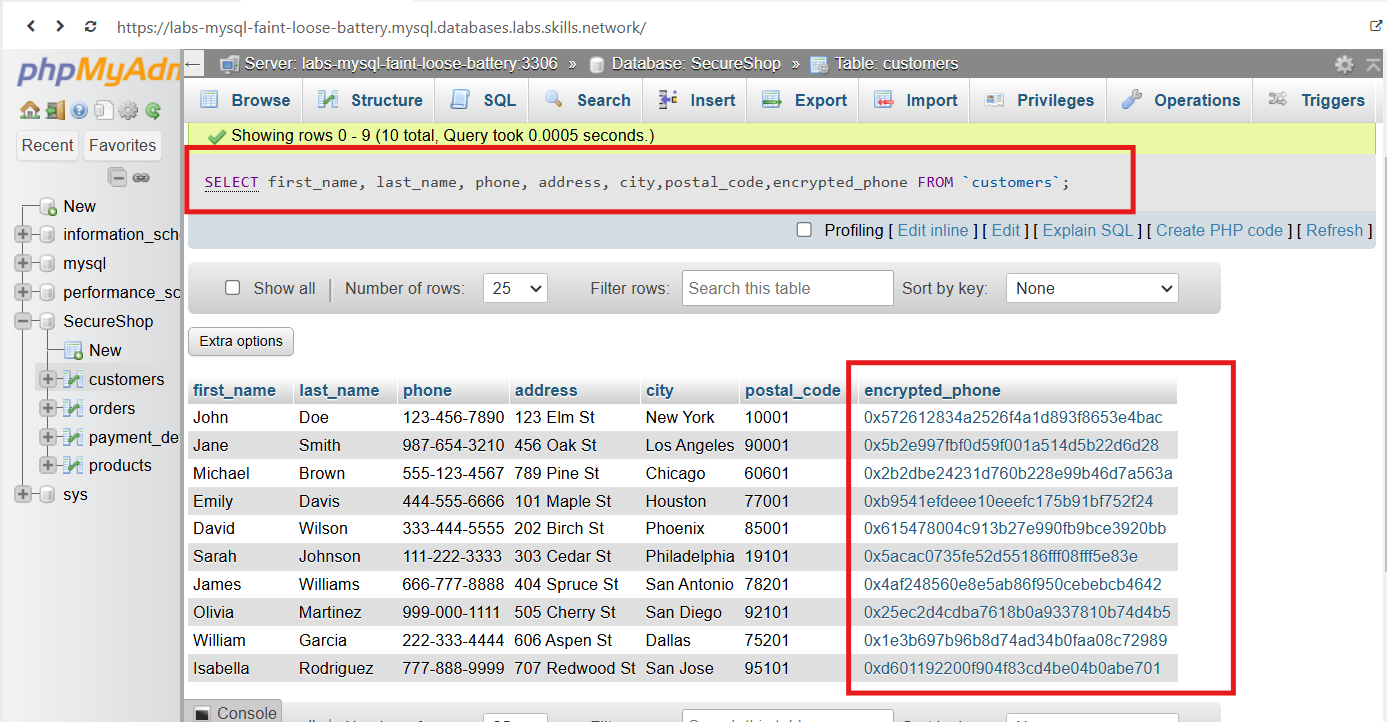 https://labs-mysql-faint-loose-battery.mysql.databases.labs.skills.network/
phpMyAdm
Server: labs-mysql-faint-loose-battery:3306 » Database: SecureShop » Table: customers
Browse Structure SQL Search Insert Export Import Privileges Operations Triggers
Recent Favorites
Showing rows 0 - 9 (10 total, Query took 0.0005 seconds.)
SELECT first_name, last_name, phone, address, city,postal_code,encrypted_phone FROM `customers`;
Profiling [ Edit inline ] [ Edit ] [ Explain SQL ] [ Create PHP code ] [ Refresh ]
New
information_sch
mysql
performance_sc
SecureShop
New
customers
orders
payment_de
products
sys
Show all Number of rows: 25 Filter rows: Search this table Sort by key: None
Extra options
first_name last_name phone address city postal_code encrypted_phone
John Doe 123-456-7890 123 Elm St New York 10001 0x572612834a2526f4a1d893f8653e4bac
Jane Smith 987-654-3210 456 Oak St Los Angeles 90001 0x5b2e997fbf0d59f001a514d5b22d6d28
Michael Brown 555-123-4567 789 Pine St Chicago 60601 0x2b2dbe24231d760b228e99b46d7a563a
Emily Davis 444-555-6666 101 Maple St Houston 77001 0xb9541efdeee10eeefc175b91bf752f24
David Wilson 333-444-5555 202 Birch St Phoenix 85001 0x615478004c913b27e990fb9bce3920bb
Sarah Johnson 111-222-3333 303 Cedar St Philadelphia 19101 0x5acac0735fe52d55186fff08fff5e83e
James Williams 666-777-8888 404 Spruce St San Antonio 78201 0x4af248560e8e5ab86f950cebebcb4642
Olivia Martinez 999-000-1111 505 Cherry St San Diego 92101 0x25ec2d4cdba7618b0a9337810b74d4b5
William Garcia 222-333-4444 606 Aspen St Dallas 75201 0x1e3b697b96b8d74ad34b0faa08c72989
Isabella Rodriguez 777-888-9999 707 Redwood St San Jose 95101 0xd601192200f904f83cd4be04b0abe701
Console